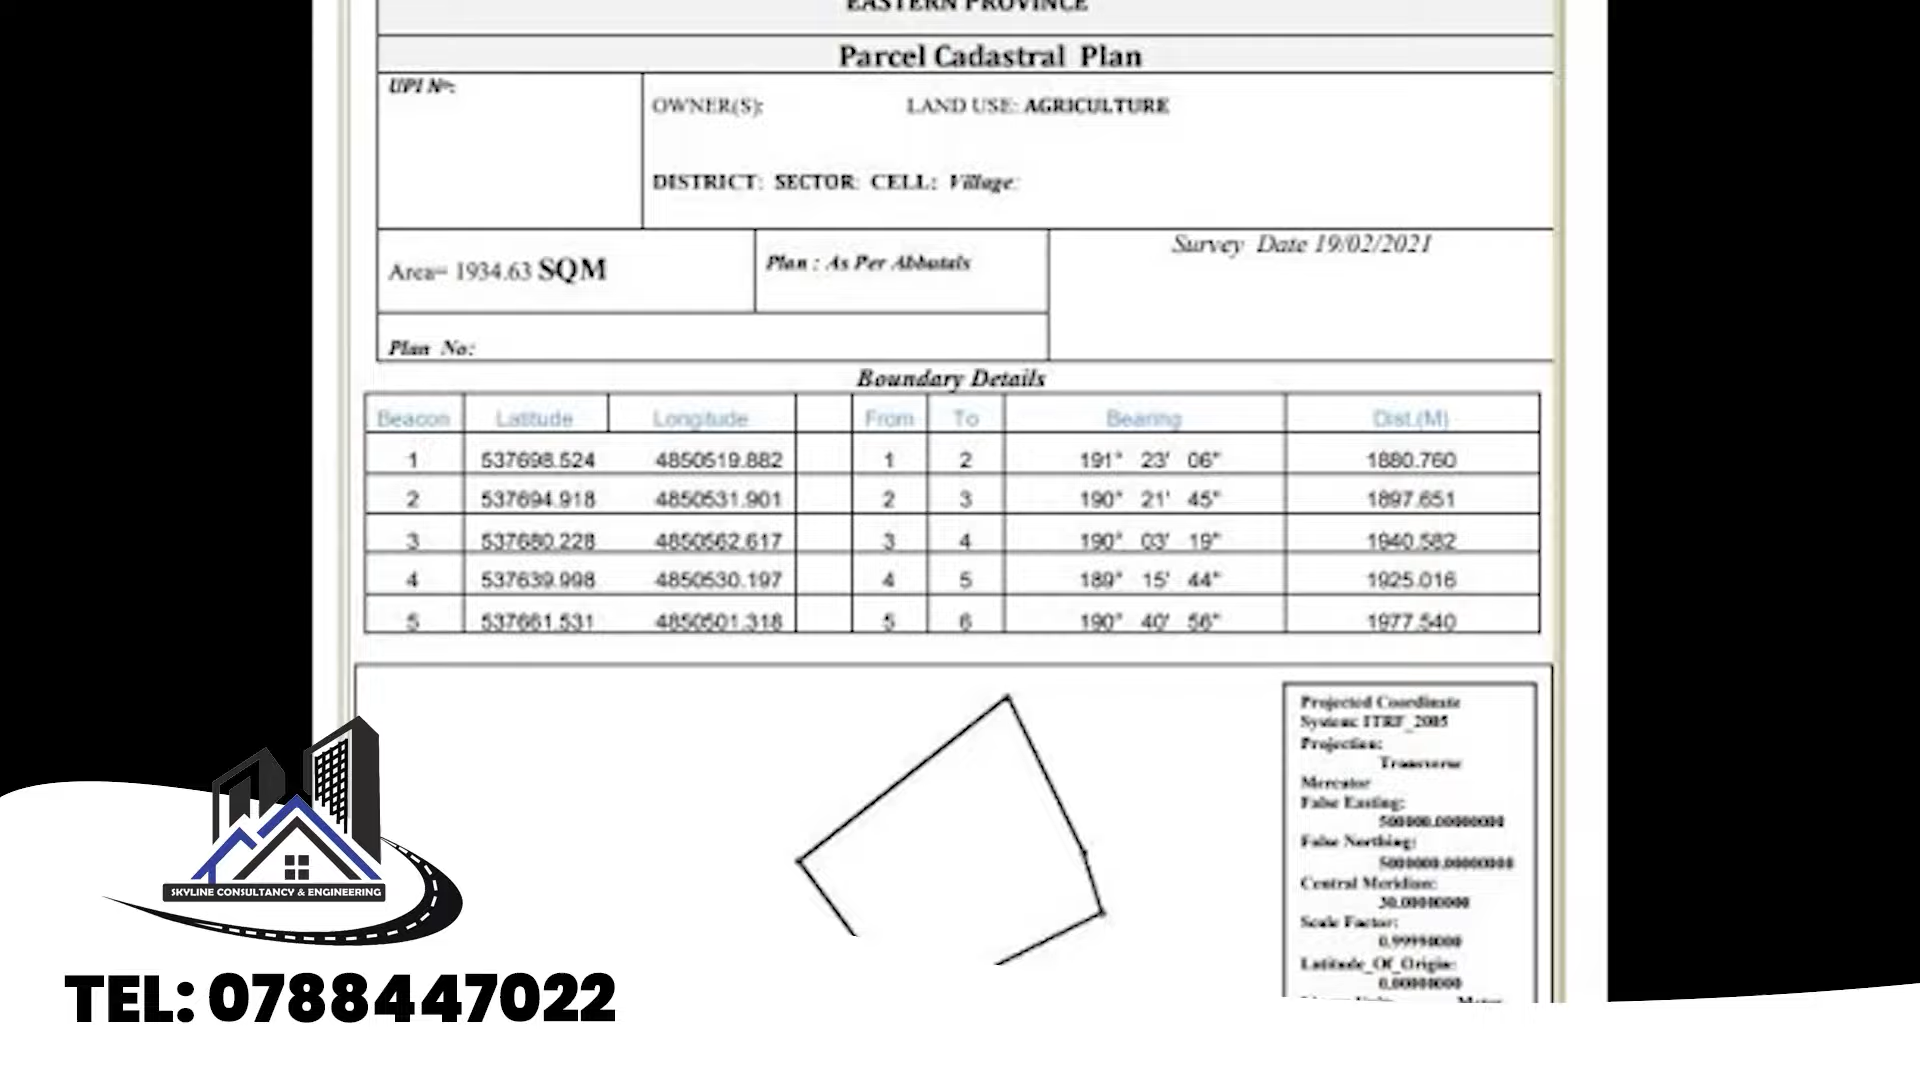 EASTERN PROVINCE
Parcel Cadastral Plan
UPI Nº:
OWNER(S): LAND USE: AGRICULTURE
DISTRICT: SECTOR: CELL: Village:
Area= 1934.63 SQM
Plan : As Per Abbutals
Survey Date 19/02/2021
Plan No:
Boundary Details
Beacon Latitude Longitude From To Bearing Dist.(M)
1 537698.524 4850519.882 1 2 191° 23' 06" 1880.760
2 537694.918 4850531.901 2 3 190° 21' 45" 1897.651
3 537680.228 4850562.617 3 4 190° 03' 19" 1940.582
4 537639.998 4850530.197 4 5 189° 15' 44" 1925.016
5 537661.531 4850501.318 5 6 190° 40' 56" 1977.540
Projected Coordinate
System: ITRF_2005
Projection:
Transverse
Mercator
False Easting:
500000.00000000
False Northing:
5000000.00000000
Central Meridian:
30.00000000
Scale Factor:
0.99990000
Latitude_Of_Origin:
0.00000000
SKYLINE CONSULTANCY & ENGINEERING
TEL: 0788447022